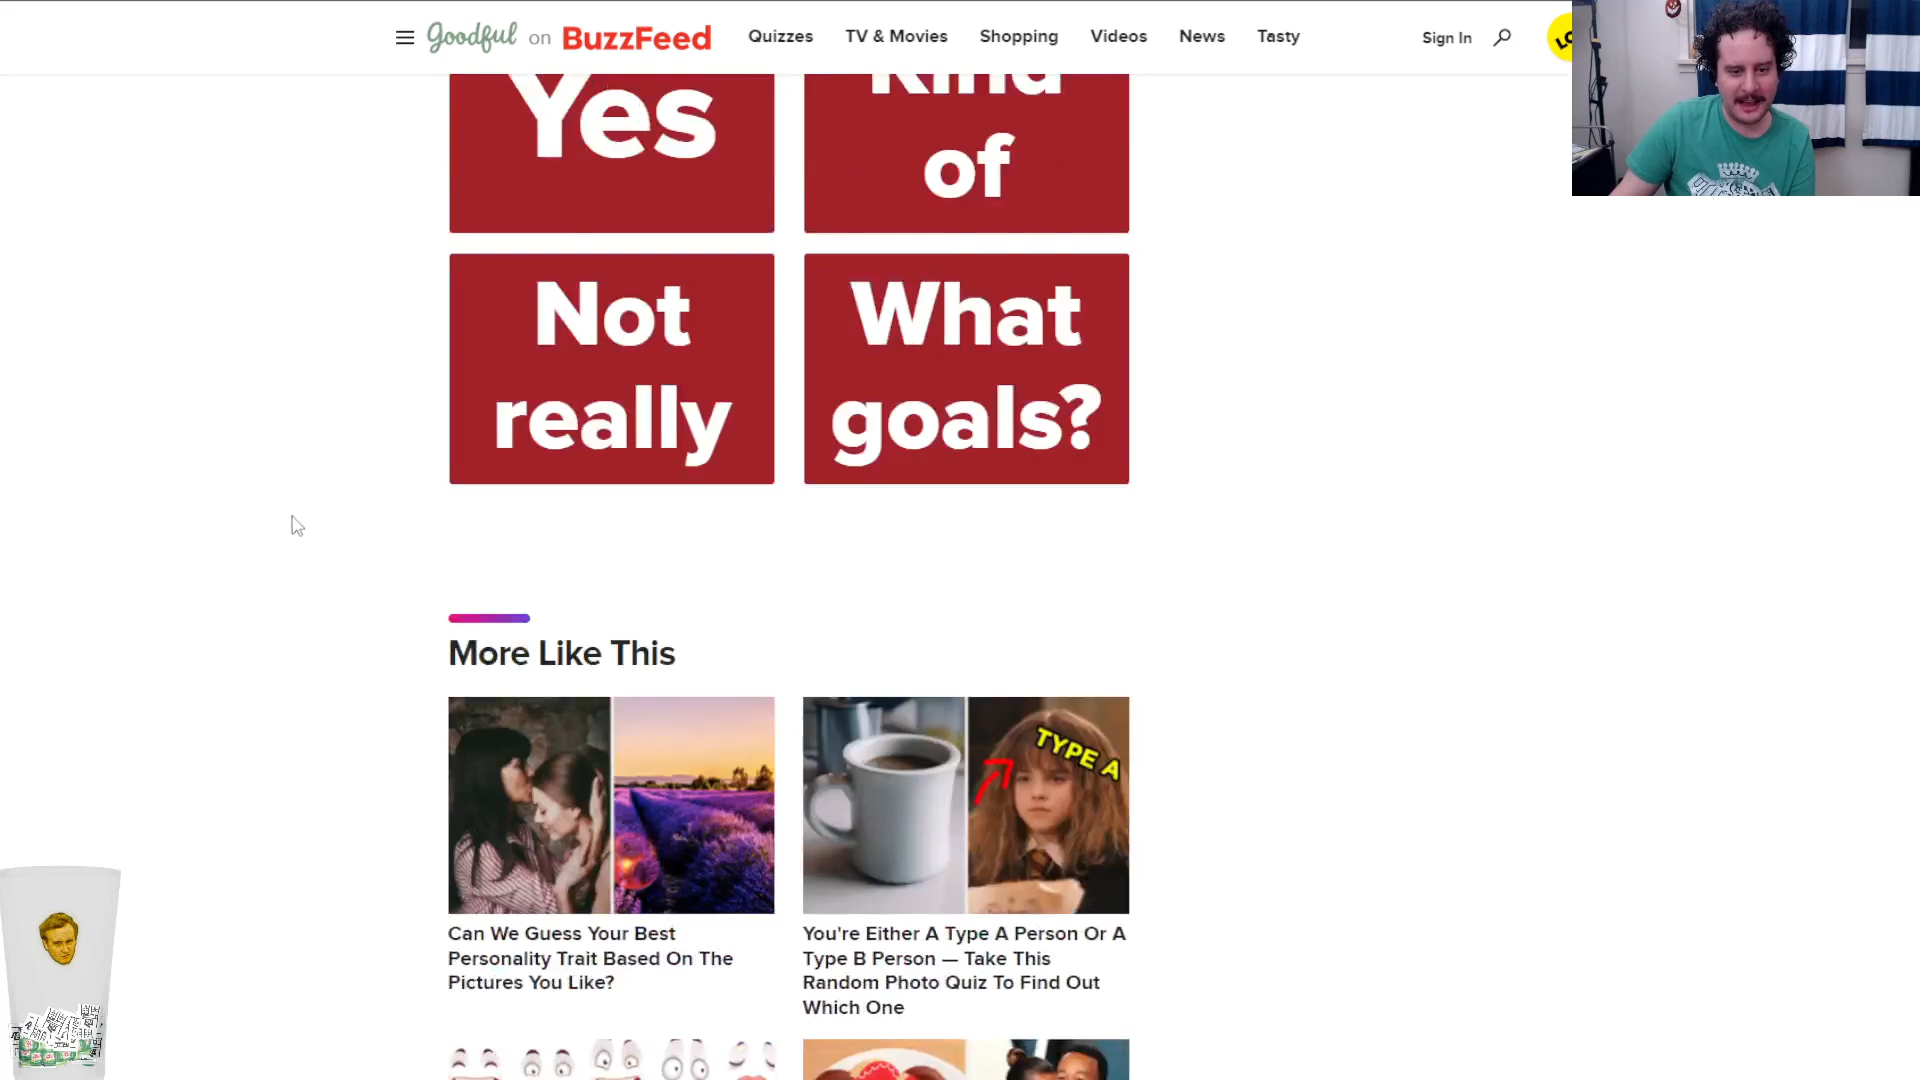 Goodful on BuzzFeed Quizzes TV & Movies Shopping Videos News Tasty Sign In
Yes
Kind
of
Not
really
What
goals?
More Like This
TYPE A
Can We Guess Your Best
Personality Trait Based On The
Pictures You Like?
You're Either A Type A Person Or A
Type B Person — Take This
Random Photo Quiz To Find Out
Which One